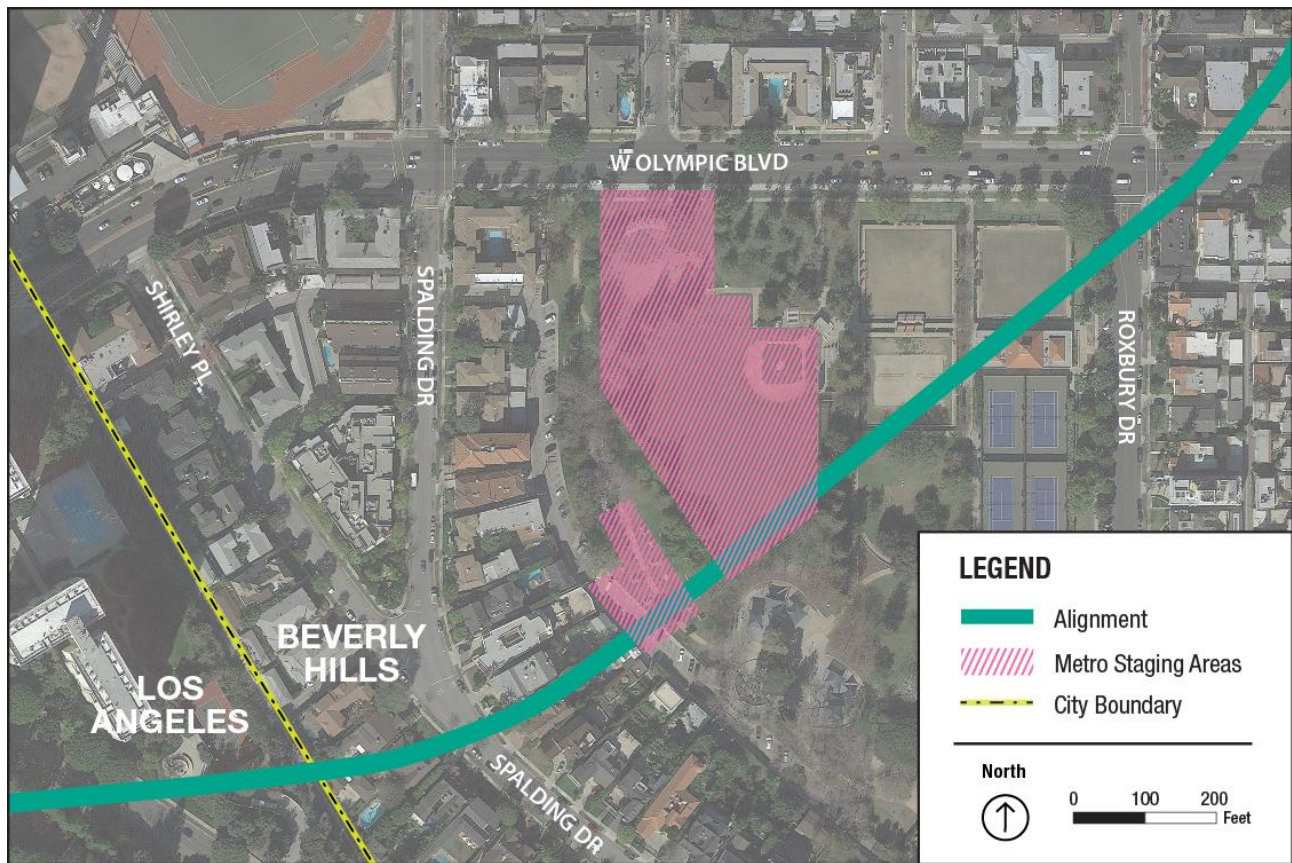 W OLYMPIC BLVD
SHIRLEY PL.
SPALDING DR
ROXBURY DR
BEVERLY
HILLS
LOS
ANGELES
SPALDING DR
LEGEND
Alignment
Metro Staging Areas
City Boundary
North
0 100 200
Feet